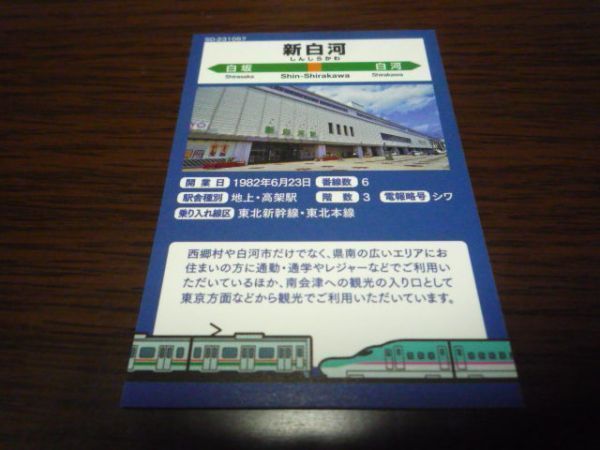 SD-231087
新白河
しんしらかわ
白坂 白河
Shirasaka Shin-Shirakawa Shirakawa
新白河駅
開業日 1982年6月23日 番線数 6
駅舎種別 地上・高架駅 階数 3 電報略号 シワ
乗り入れ線区 東北新幹線・東北本線
西郷村や白河市だけでなく、県南の広いエリアにお
住まいの方に通勤・通学やレジャーなどでご利用い
ただいているほか、南会津への観光の入り口として
東京方面などから観光でご利用いただいています。